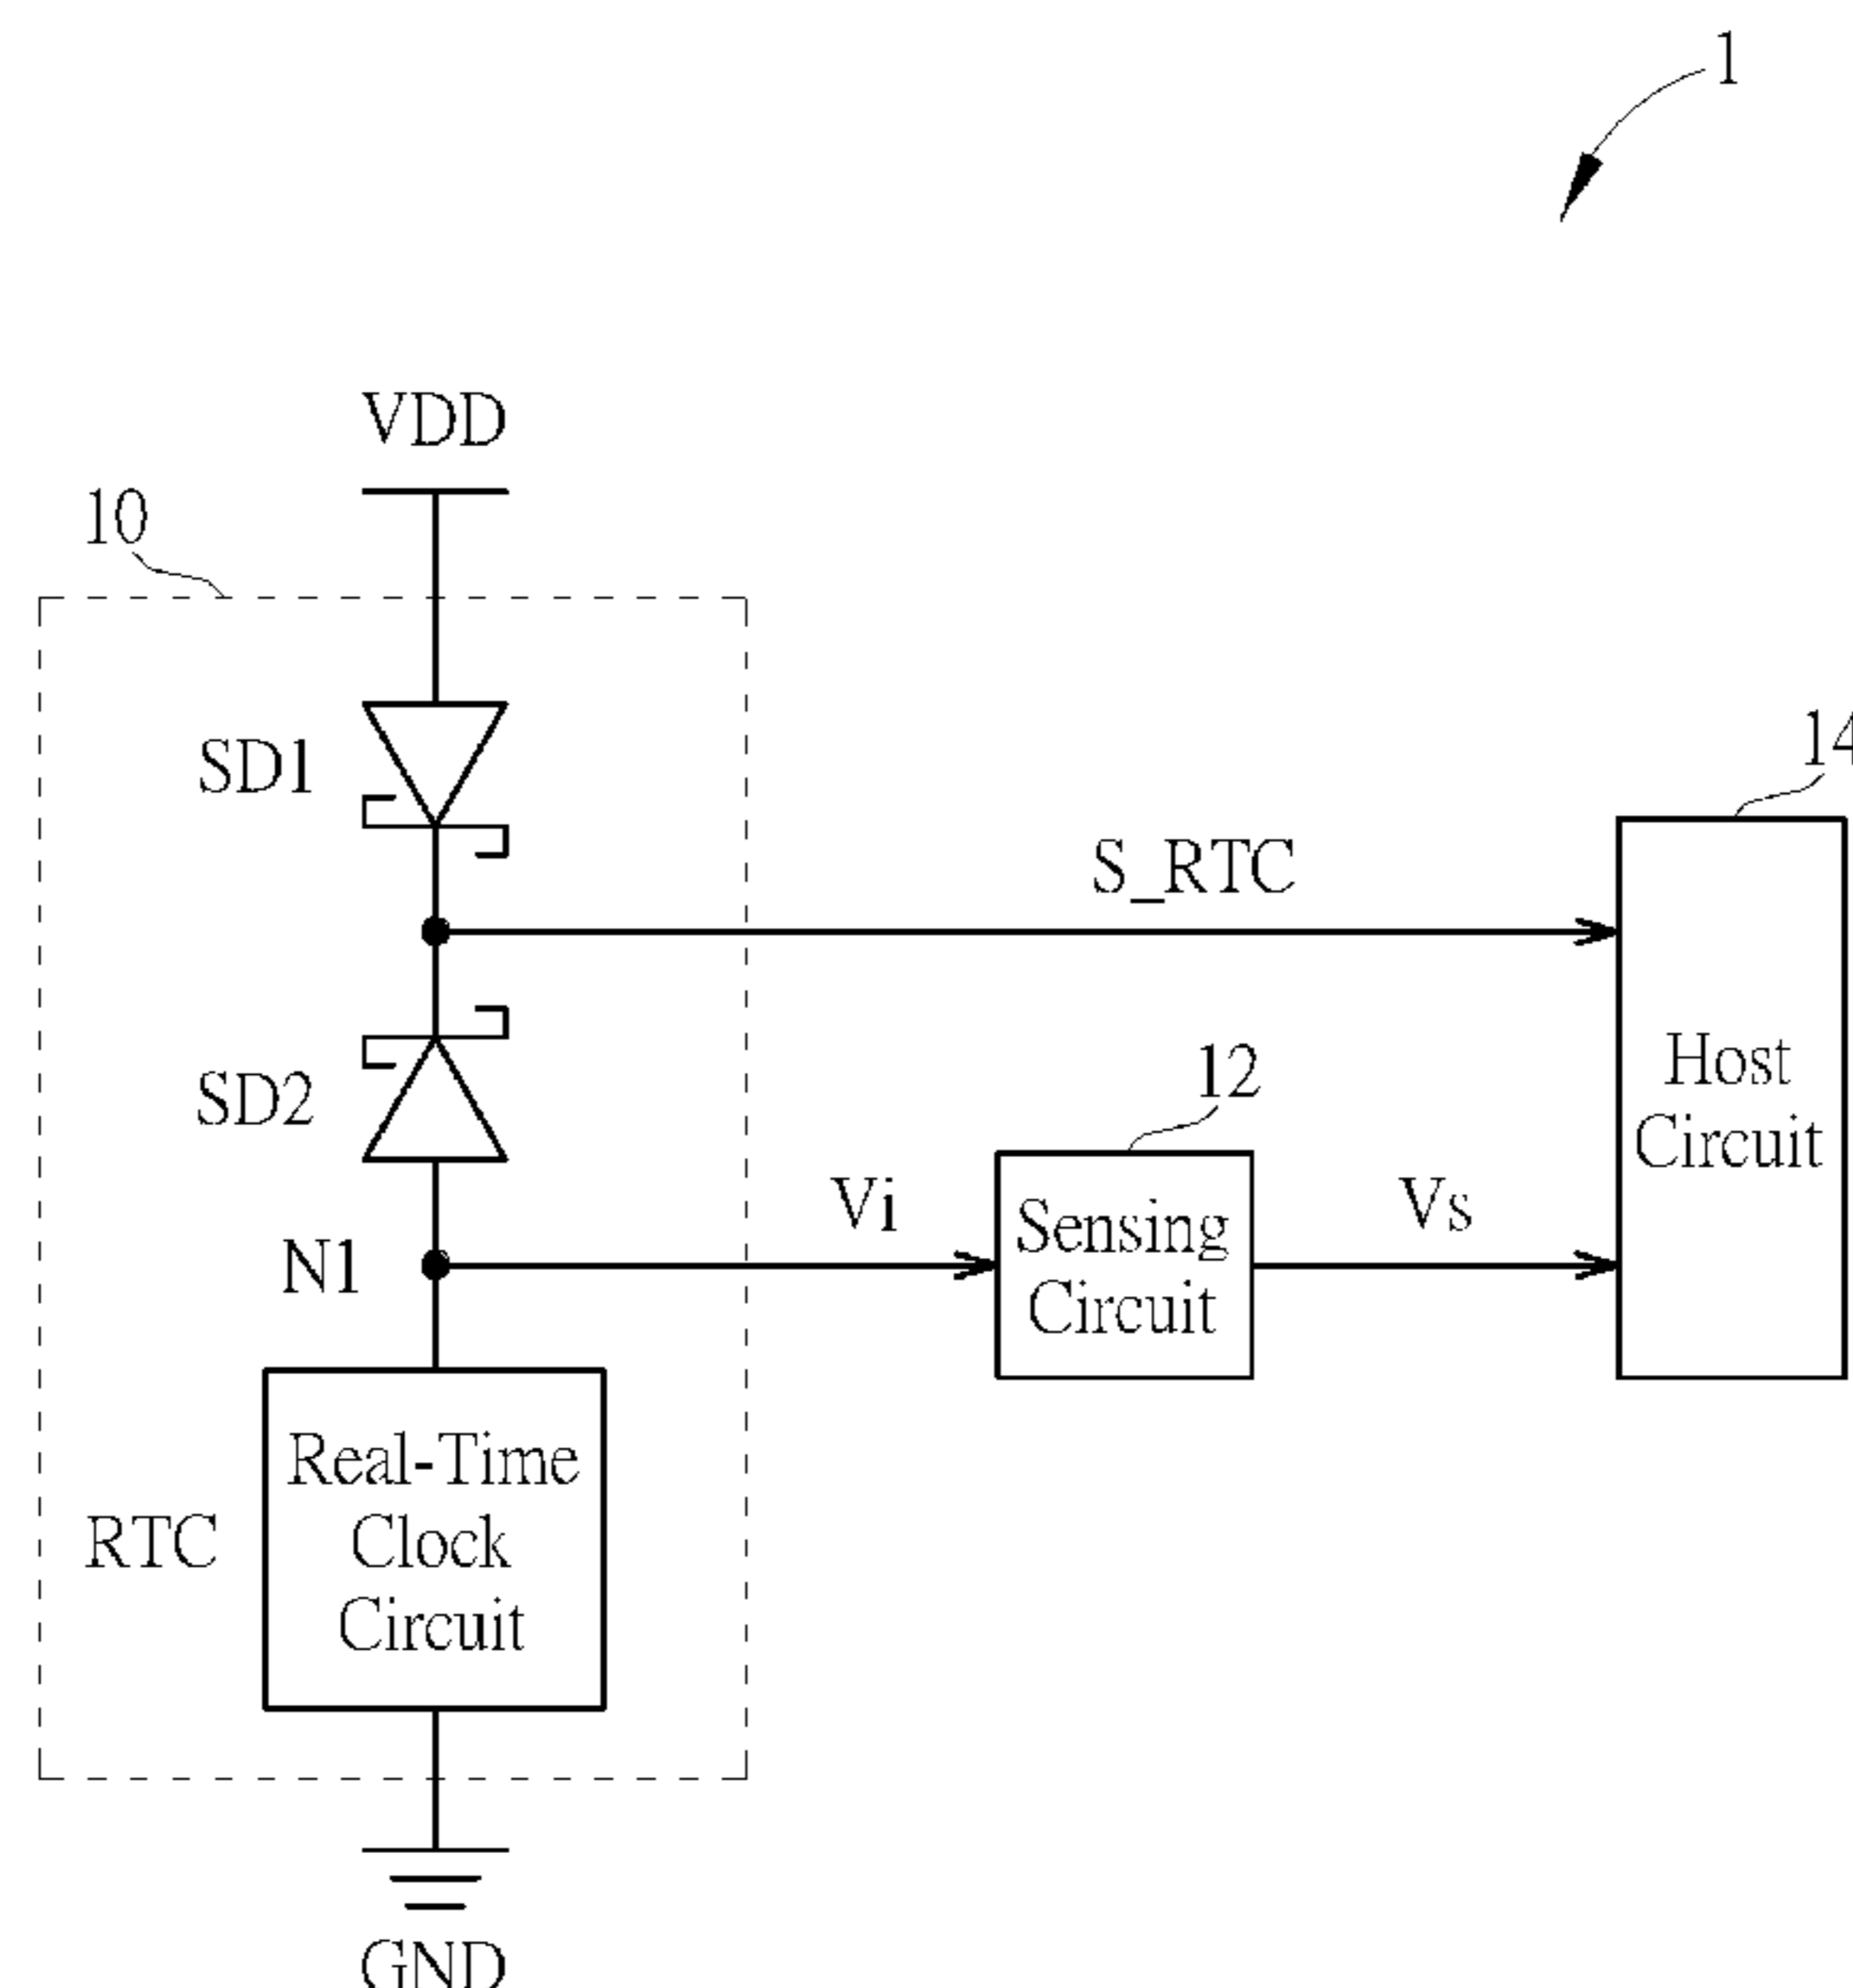 1
VDD
10
SD1
14
S_RTC
SD2
12
Host
Circuit
Vi
Sensing
Circuit
Vs
N1
Real-Time
Clock
Circuit
RTC
GND